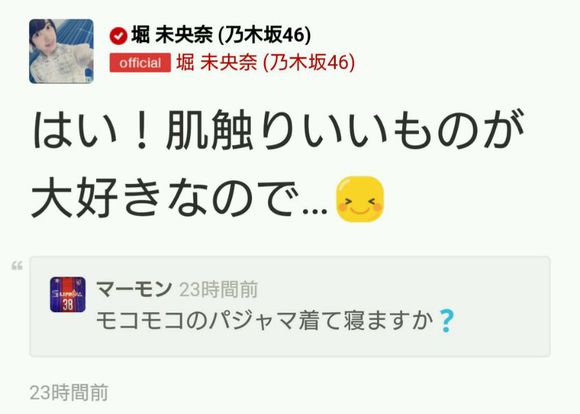 堀 未央奈 (乃木坂46)
official 堀 未央奈 (乃木坂46)
はい！肌触りいいものが
大好きなので...😊
マーモン 23時間前
モコモコのパジャマ着て寝ますか❓
23時間前